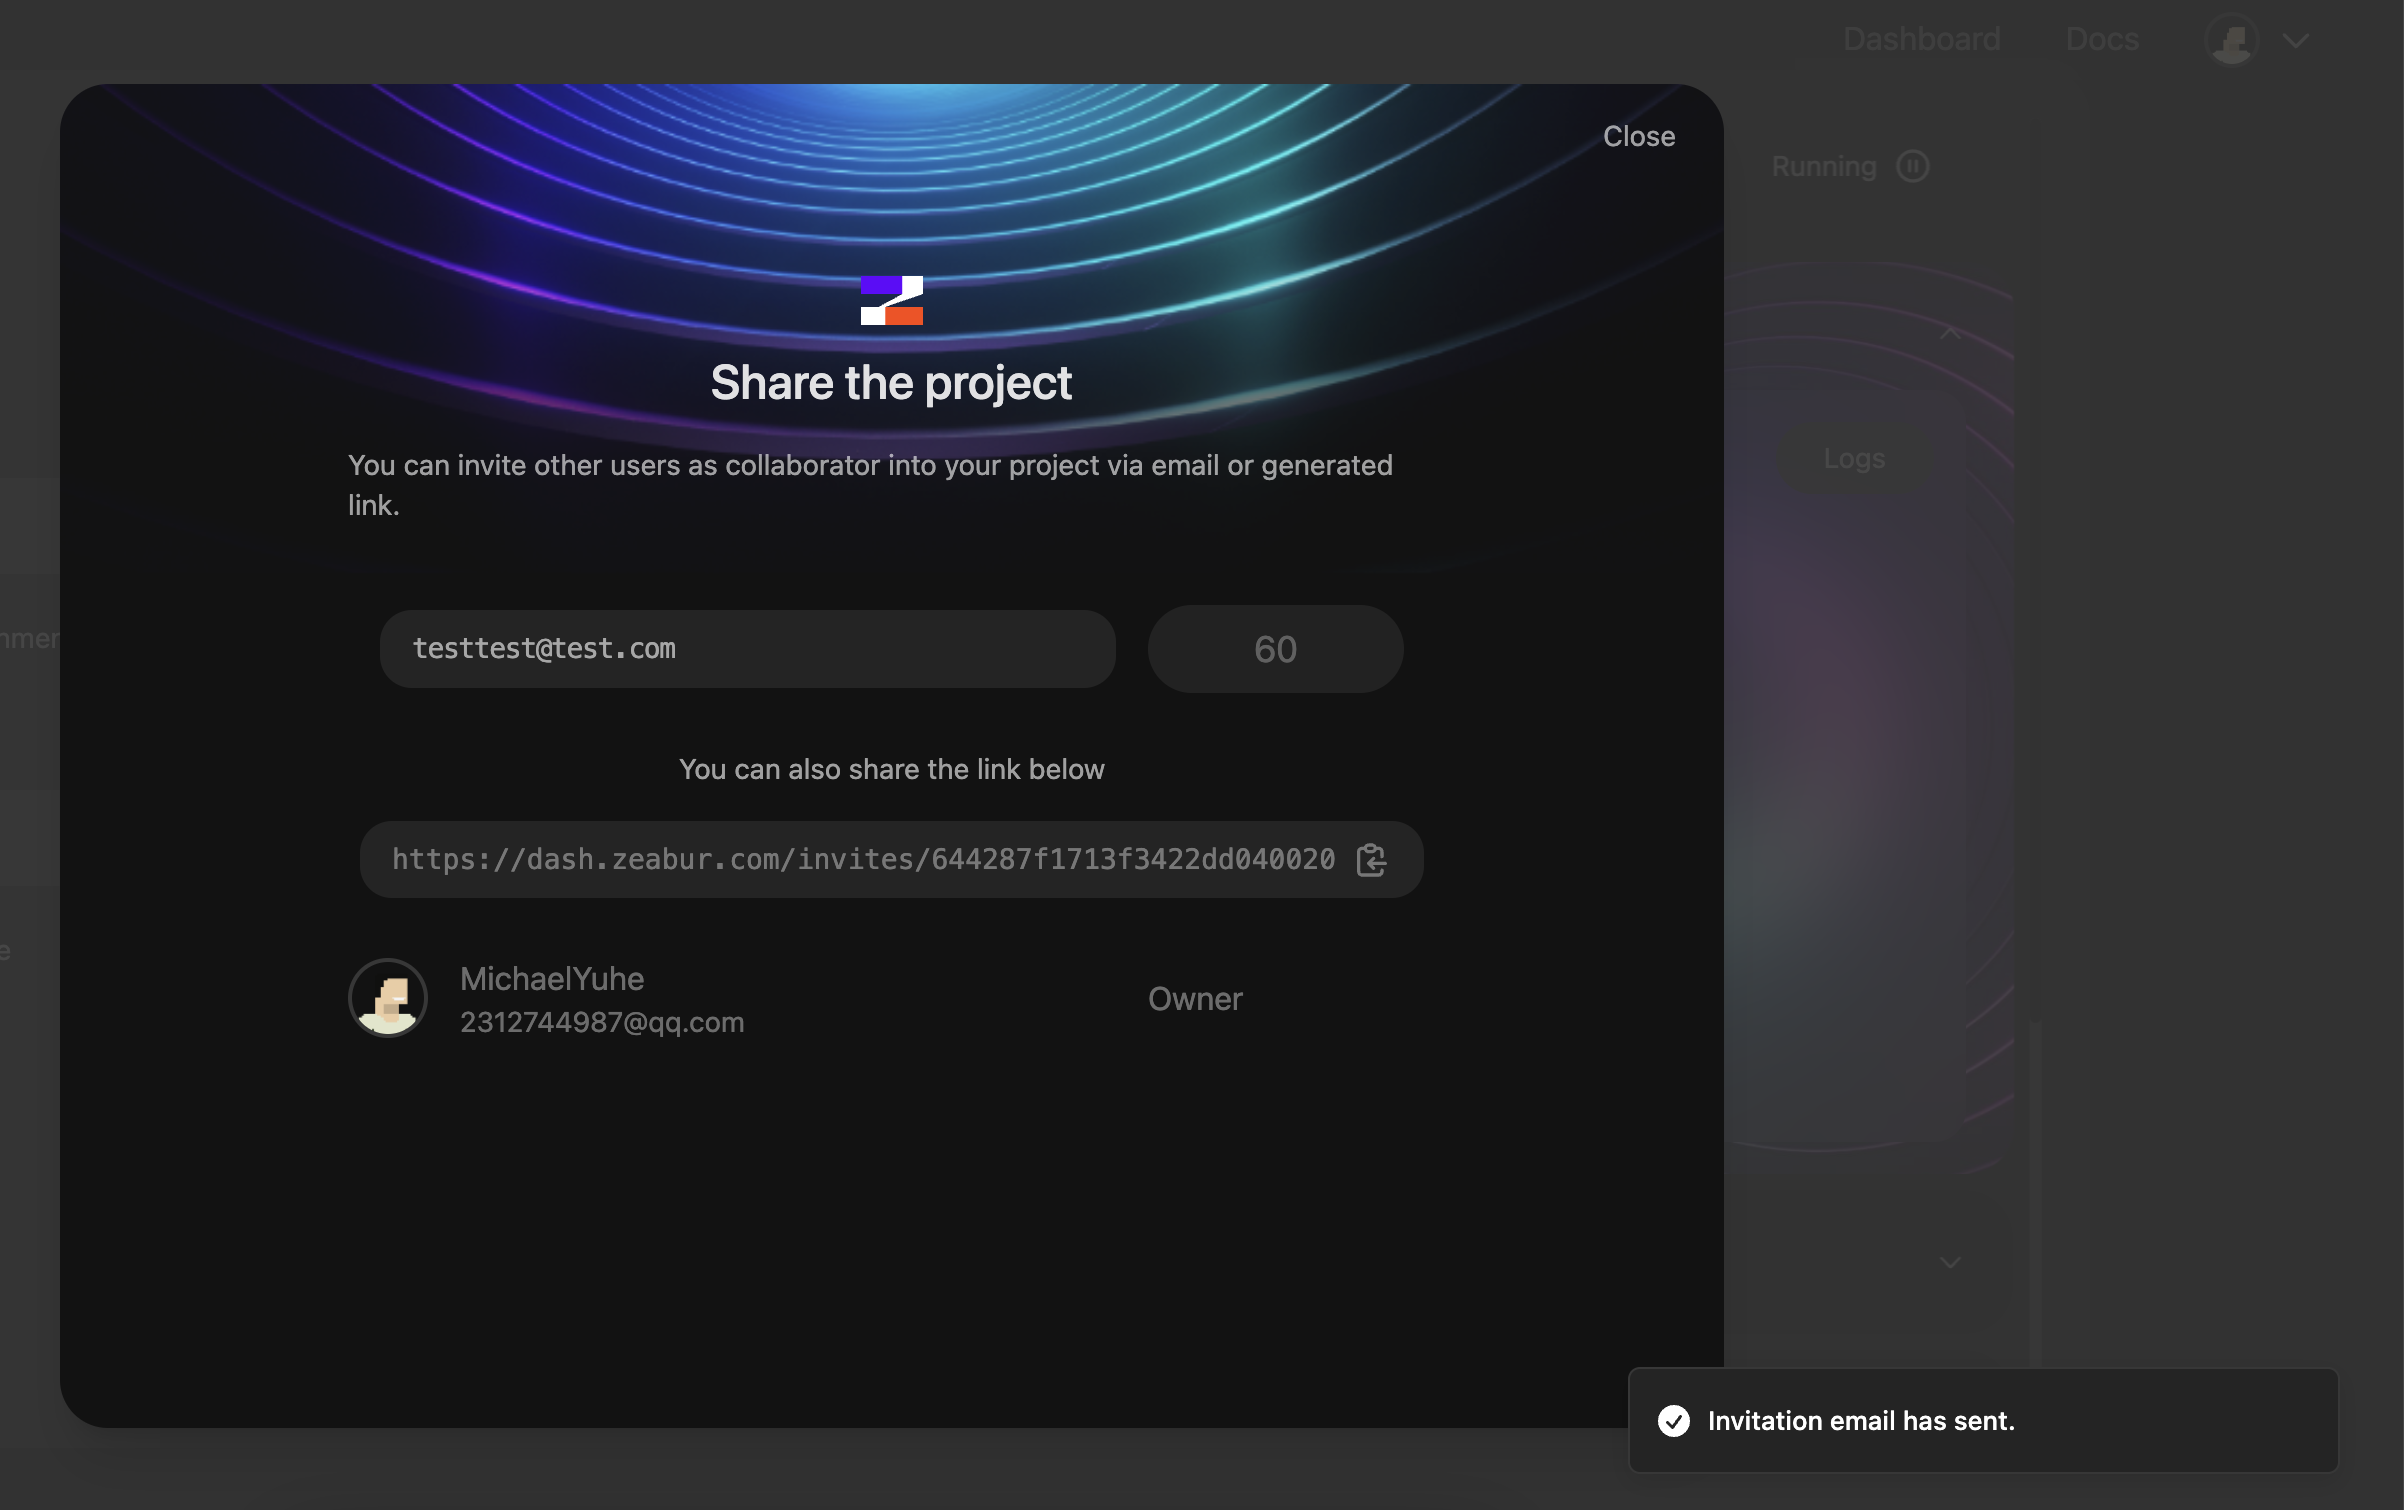 Dashboard
Docs
Close
Running
Share the project
You can invite other users as collaborator into your project via email or generated
link.
Logs
testtest@test.com
60
You can also share the link below
https://dash.zeabur.com/invites/644287f1713f3422dd040020
MichaelYuhe
2312744987@qq.com
Owner
Invitation email has sent.